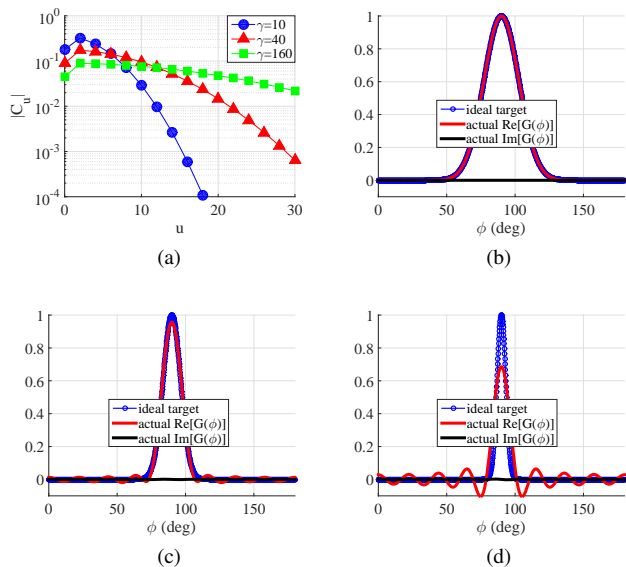 10^0
10^-1
10^-2
10^-3
10^-4
|C_u|
0 10 20 30
u
γ=10
γ=40
γ=160
(a)
1
0.8
0.6
0.4
0.2
0
ideal target
actual Re[G(ϕ)]
actual Im[G(ϕ)]
0 50 100 150
ϕ (deg)
(b)
1
0.8
0.6
0.4
0.2
0
ideal target
actual Re[G(ϕ)]
actual Im[G(ϕ)]
0 50 100 150
ϕ (deg)
(c)
1
0.8
0.6
0.4
0.2
0
ideal target
actual Re[G(ϕ)]
actual Im[G(ϕ)]
0 50 100 150
ϕ (deg)
(d)